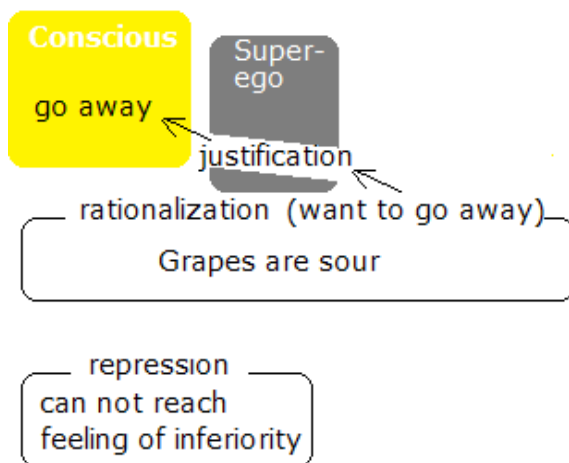 Conscious
Super-
ego
go away
justification
rationalization (want to go away)
Grapes are sour
repression
can not reach
feeling of inferiority